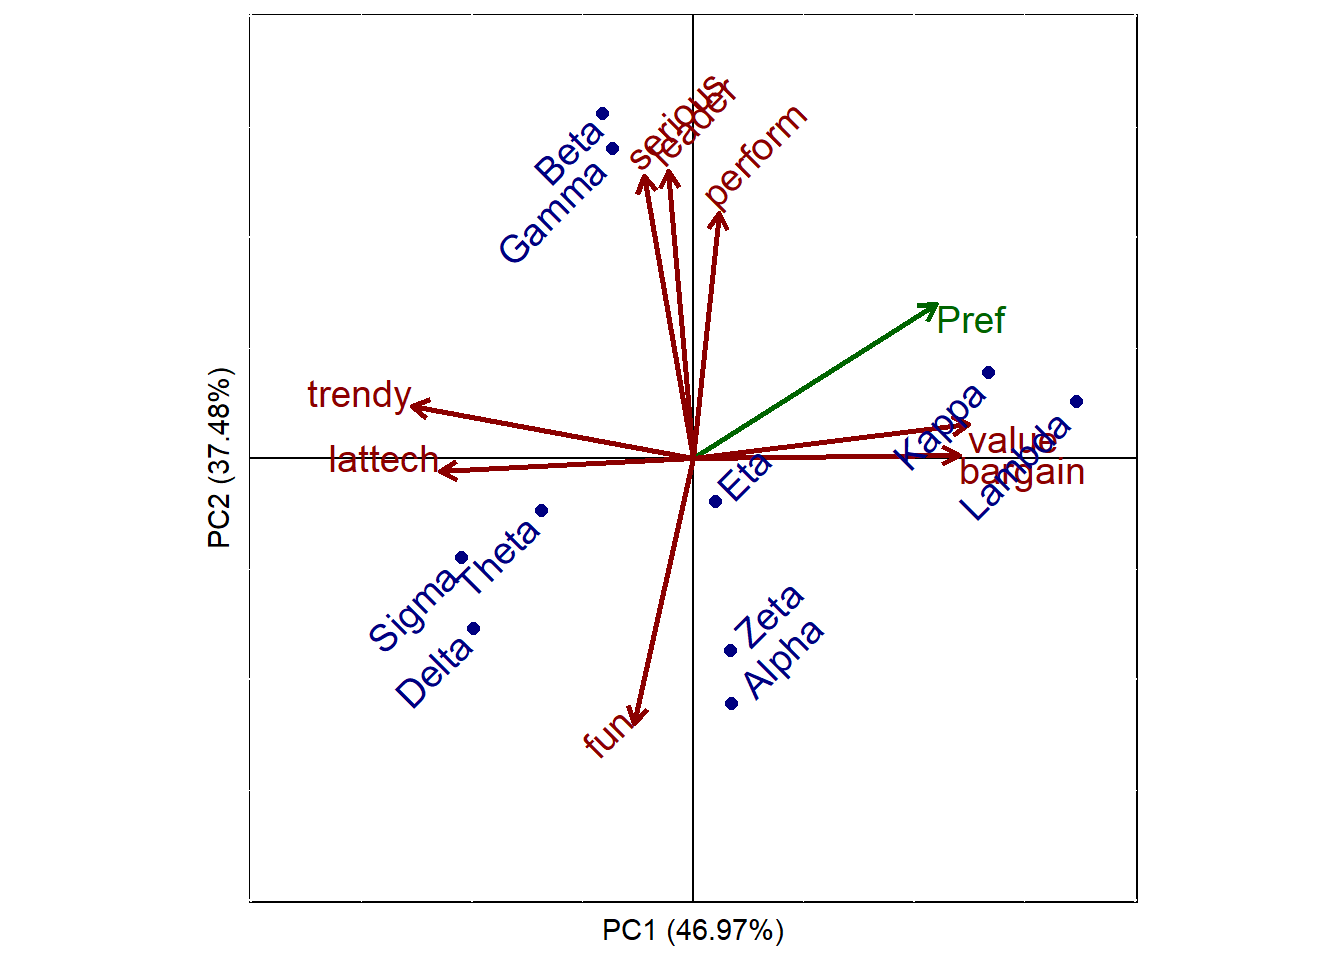 serious
leader
perform
Beta
Gamma
Pref
trendy
Kappa
value
lattech
Lambda
bargain
Eta
Theta
Sigma
Delta
Zeta
Alpha
fun
PC2 (37.48%)
PC1 (46.97%)